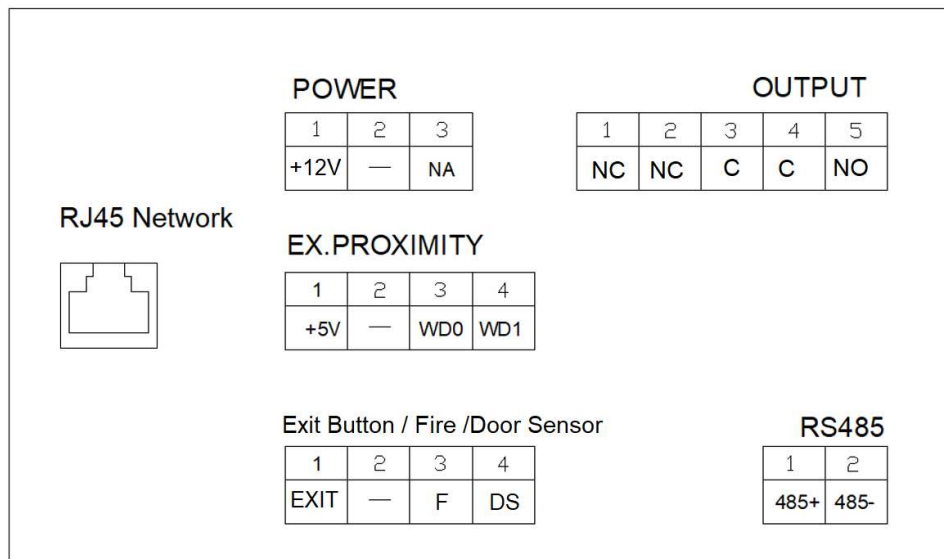 POWER
1 2 3
+12V — NA
OUTPUT
1 2 3 4 5
NC NC C C NO
RJ45 Network
EX.PROXIMITY
1 2 3 4
+5V — WD0 WD1
Exit Button / Fire /Door Sensor
1 2 3 4
EXIT — F DS
RS485
1 2
485+ 485-